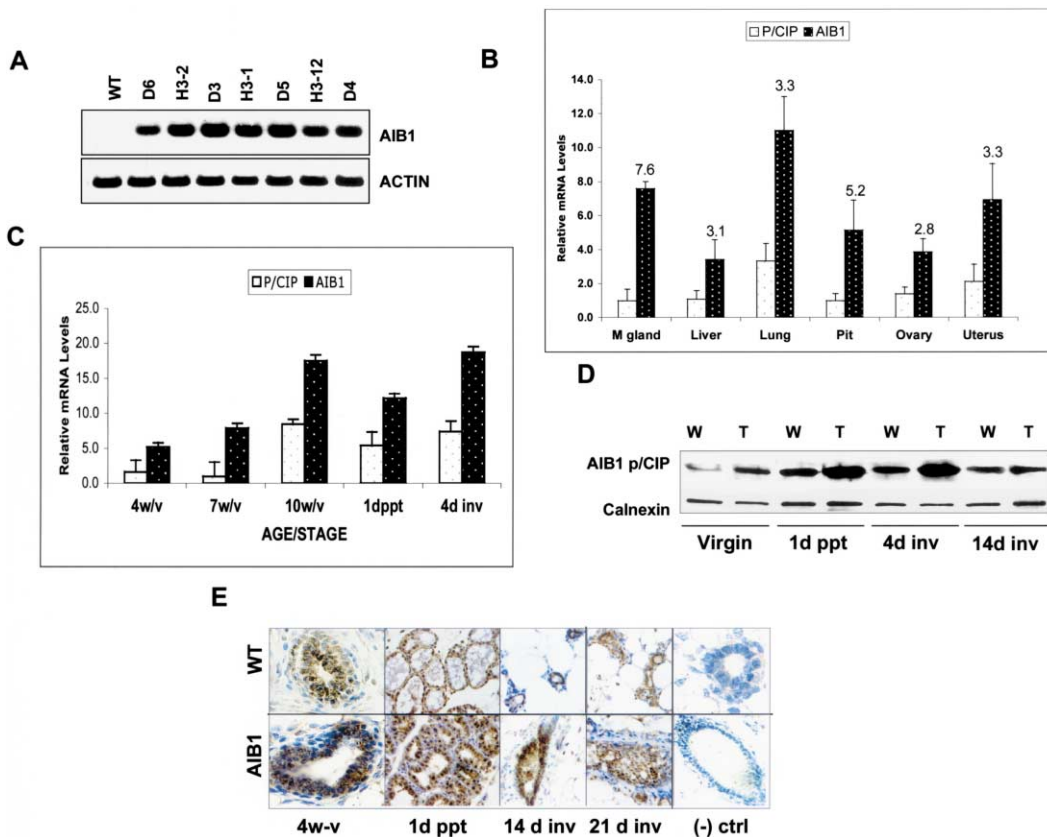 A
WT D6 H3-2 D3 H3-1 D5 H3-12 D4
AIB1
ACTIN
B
P/CIP AIB1
Relative mRNA Levels
14.0
12.0
10.0
8.0
6.0
4.0
2.0
0.0
7.6 3.1 3.3 5.2 2.8 3.3
M gland Liver Lung Pit Ovary Uterus
C
P/CIP AIB1
Relative mRNA Levels
25.0
20.0
15.0
10.0
5.0
0.0
4w/v 7w/v 10w/v 1dppt 4d inv
AGE/STAGE
D
W T W T W T W T
AIB1 p/CIP
Calnexin
Virgin 1d ppt 4d inv 14d inv
E
WT
AIB1
4w-v 1d ppt 14 d inv 21 d inv (-) ctrl